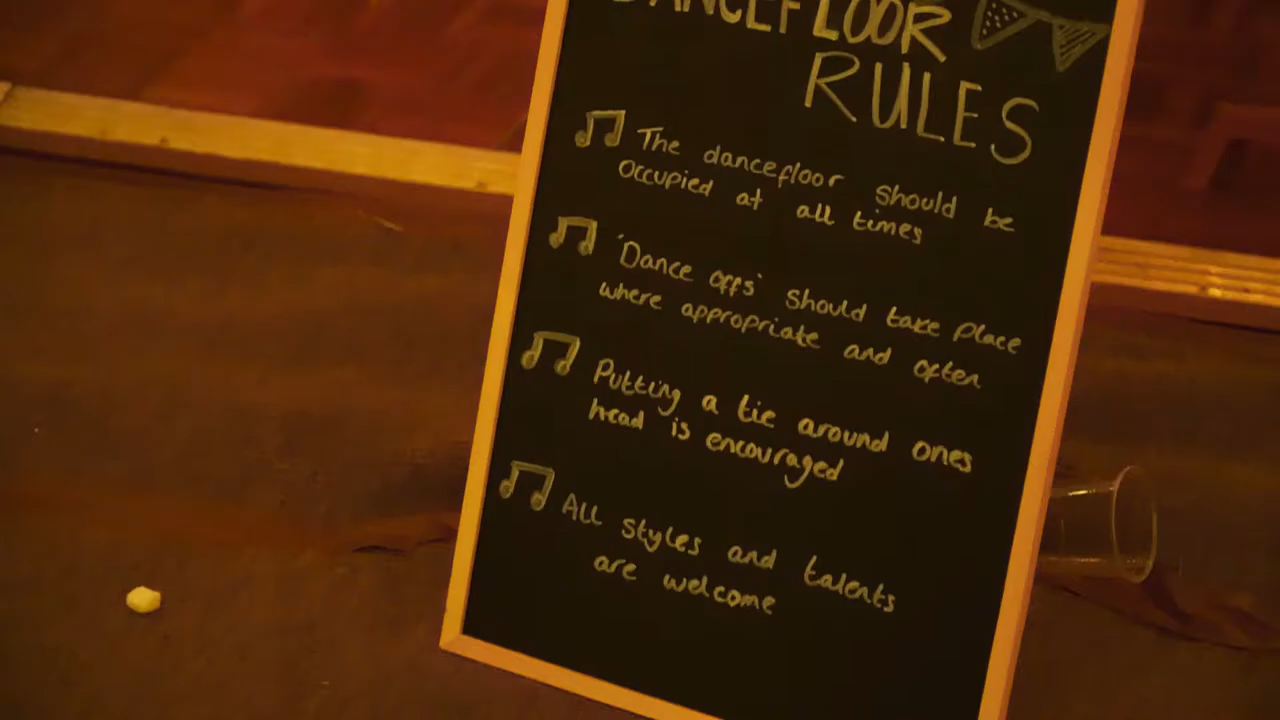 DANCEFLOOR
RULES
The dancefloor should be
occupied at all times
'Dance offs' should take place
where appropriate and often
Putting a tie around ones
head is encouraged
All styles and talents
are welcome